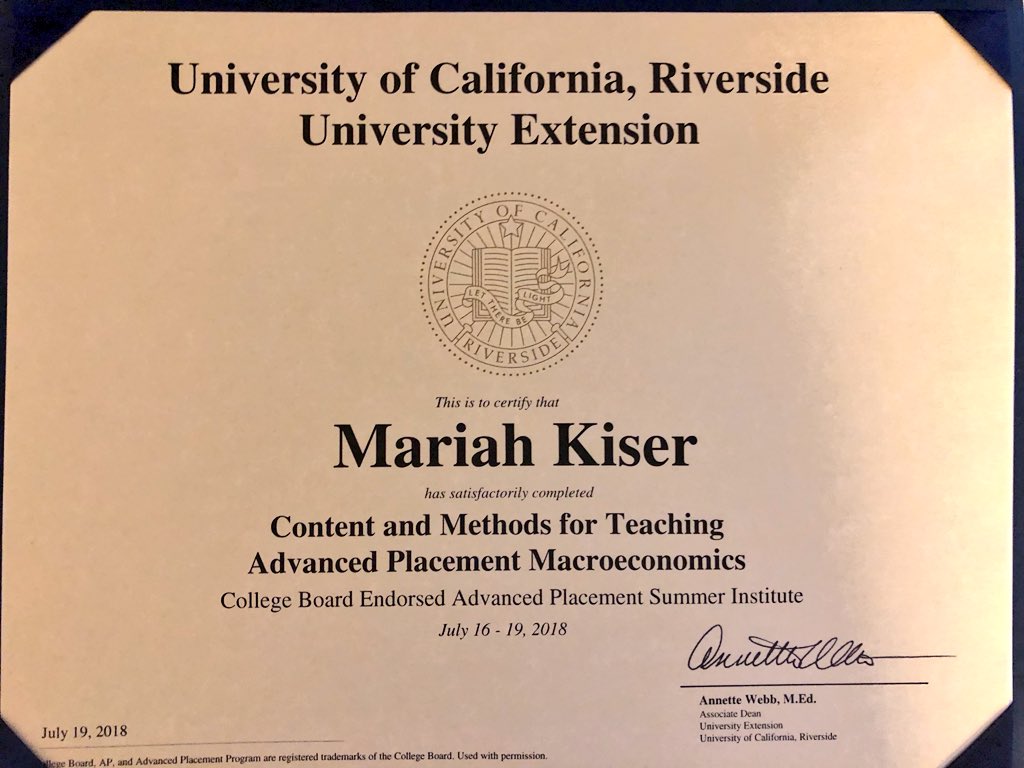 University of California, Riverside
University Extension
UNIVERSITY OF CALIFORNIA
LET THERE BE LIGHT
RIVERSIDE
This is to certify that
Mariah Kiser
has satisfactorily completed
Content and Methods for Teaching
Advanced Placement Macroeconomics
College Board Endorsed Advanced Placement Summer Institute
July 16 - 19, 2018
Annette Webb, M.Ed.
Associate Dean
University Extension
University of California, Riverside
July 19, 2018
Board, AP, and Advanced Placement Program are registered trademarks of the College Board. Used with permission.